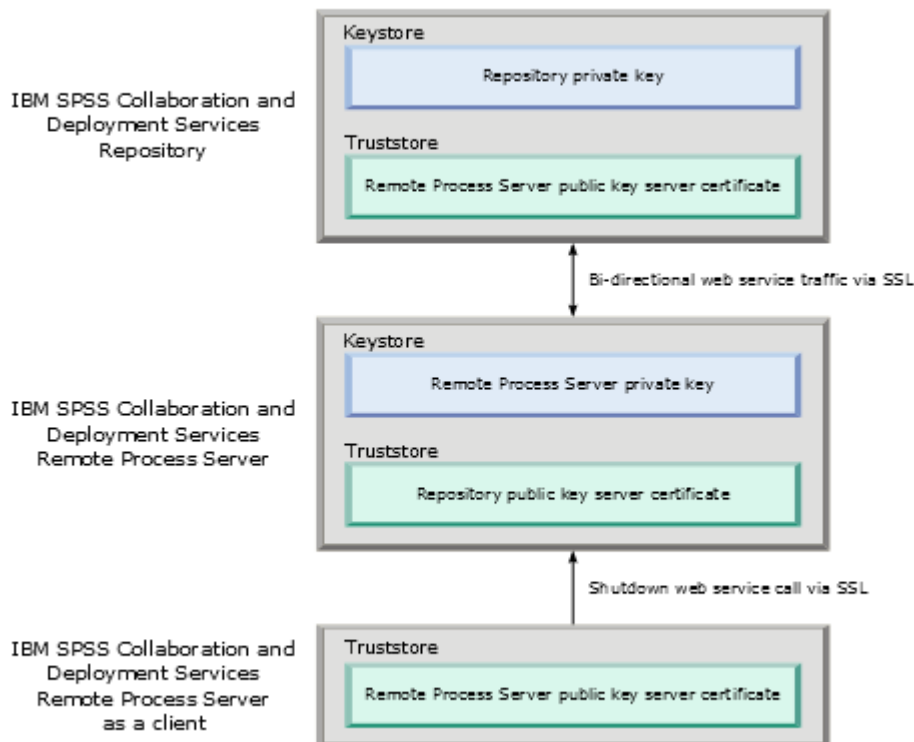 Keystore
Repository private key
IBM SPSS Collaboration and
Deployment Services
Repository
Truststore
Remote Process Server public key server certificate
Bi-directional web service traffic via SSL
Keystore
Remote Process Server private key
IBM SPSS Collaboration and
Deployment Services
Remote Process Server
Truststore
Repository public key server certificate
Shutdown web service call via SSL
IBM SPSS Collaboration and
Deployment Services
Remote Process Server
as a client
Truststore
Remote Process Server public key server certificate